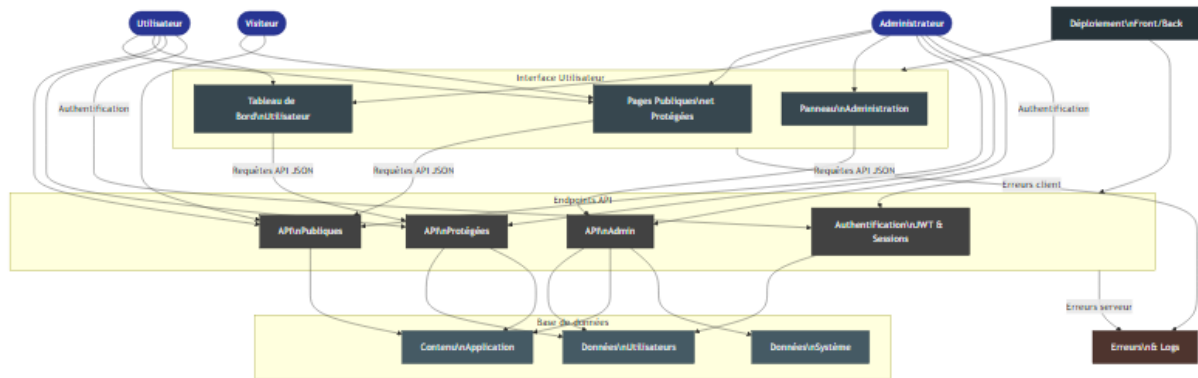 Utilisateur
Visiteur
Administrateur
Déploiement\nFront/Back
Interface Utilisateur
Authentification
Tableau de
Bord\nUtilisateur
Pages Publiques\net
Protégées
Panneau\nAdministration
Authentification
Requêtes API JSON
Requêtes API JSON
Requêtes API JSON
Erreurs client
Endpoints API
API\nPubliques
API\nProtégées
API\nAdmin
Authentification\nJWT &
Sessions
Erreurs serveur
Base de données
Contenus\nApplication
Données\nUtilisateurs
Données\nSystème
Erreurs\n& Logs